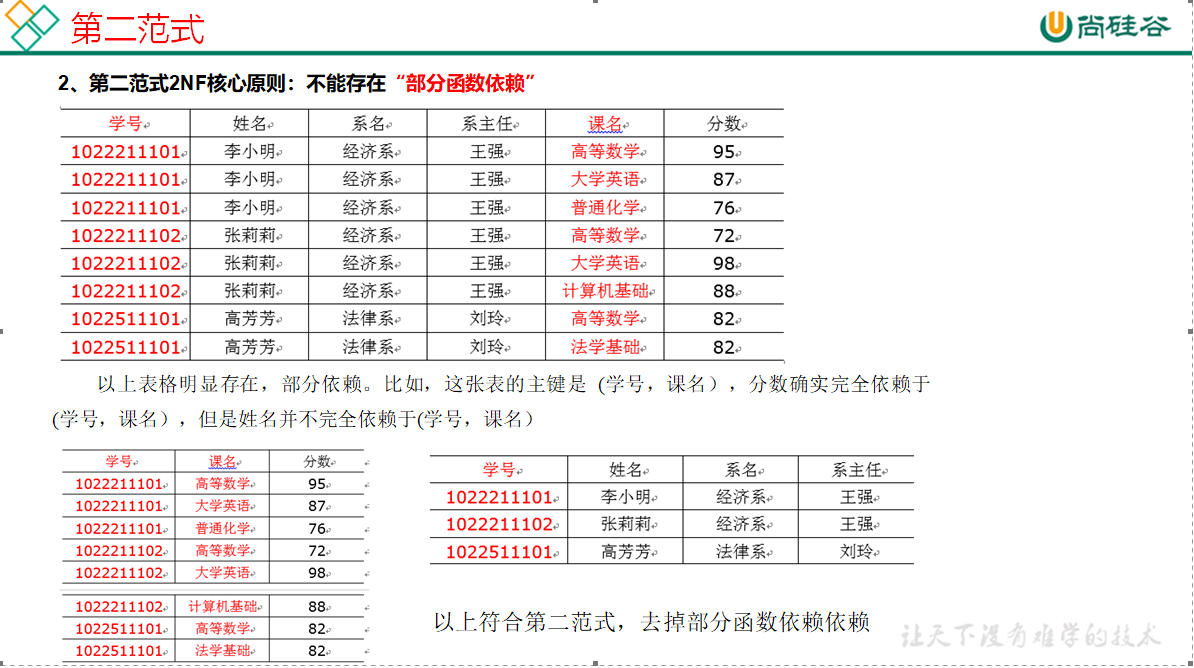 第二范式
尚硅谷
2、第二范式2NF核心原则：不能存在“部分函数依赖”
学号 姓名 系名 系主任 课名 分数
1022211101 李小明 经济系 王强 高等数学 95
1022211101 李小明 经济系 王强 大学英语 87
1022211101 李小明 经济系 王强 普通化学 76
1022211102 张莉莉 经济系 王强 高等数学 72
1022211102 张莉莉 经济系 王强 大学英语 98
1022211102 张莉莉 经济系 王强 计算机基础 88
1022511101 高芳芳 法律系 刘玲 高等数学 82
1022511101 高芳芳 法律系 刘玲 法学基础 82
以上表格明显存在，部分依赖。比如，这张表的主键是 (学号，课名），分数确实完全依赖于
(学号，课名），但是姓名并不完全依赖于(学号，课名）
学号 课名 分数
1022211101 高等数学 95
1022211101 大学英语 87
1022211101 普通化学 76
1022211102 高等数学 72
1022211102 大学英语 98
1022211102 计算机基础 88
1022511101 高等数学 82
1022511101 法学基础 82
学号 姓名 系名 系主任
1022211101 李小明 经济系 王强
1022211102 张莉莉 经济系 王强
1022511101 高芳芳 法律系 刘玲
以上符合第二范式，去掉部分函数依赖依赖
让天下没有难学的技术